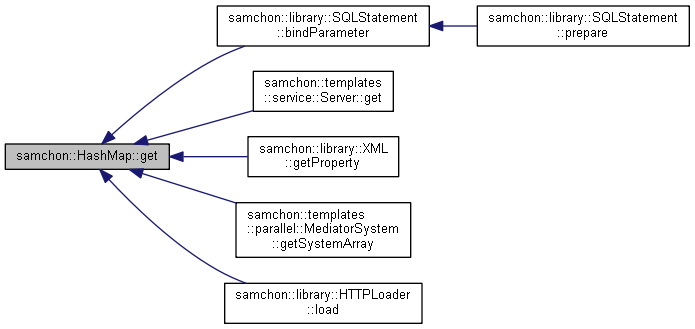 samchon::library::SQLStatement
::bindParameter
samchon::library::SQLStatement
::prepare
samchon::templates
::service::Server::get
samchon::HashMap::get
samchon::library::XML
::getProperty
samchon::templates
::parallel::MediatorSystem
::getSystemArray
samchon::library::HTTPLoader
::load